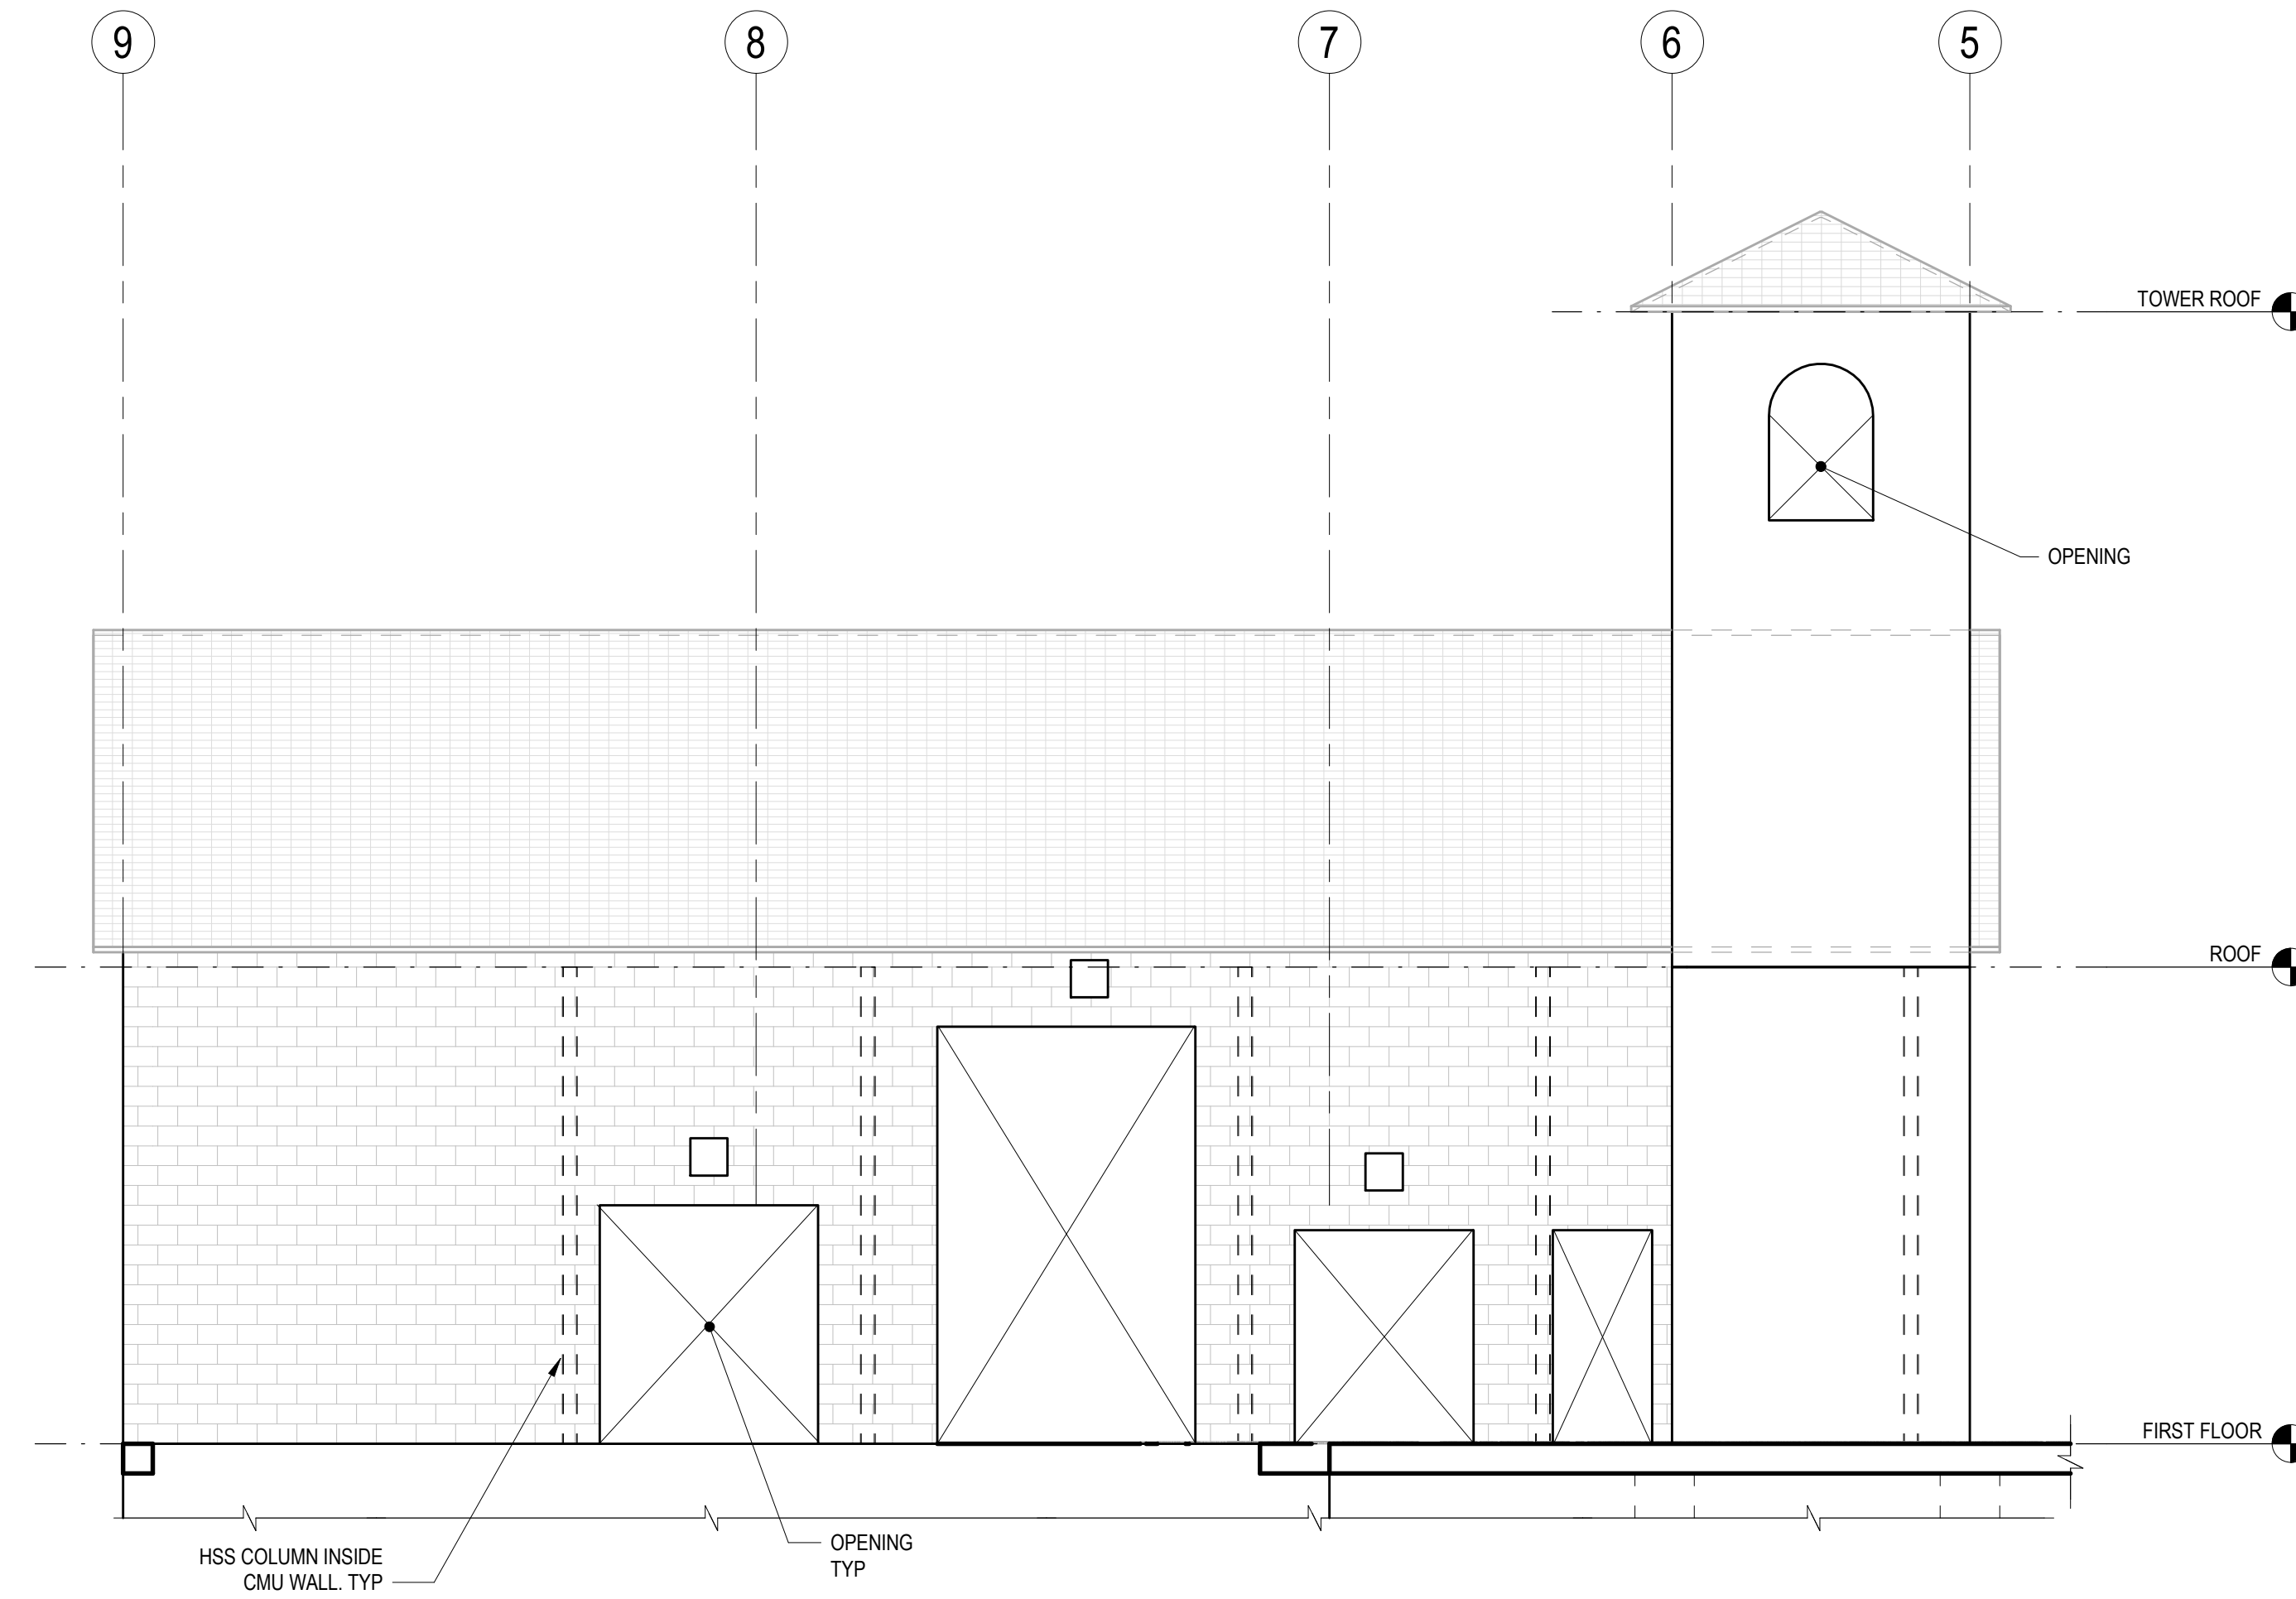 9 8 7 6 5
TOWER ROOF
OPENING
ROOF
FIRST FLOOR
OPENING
TYP
HSS COLUMN INSIDE
CMU WALL. TYP